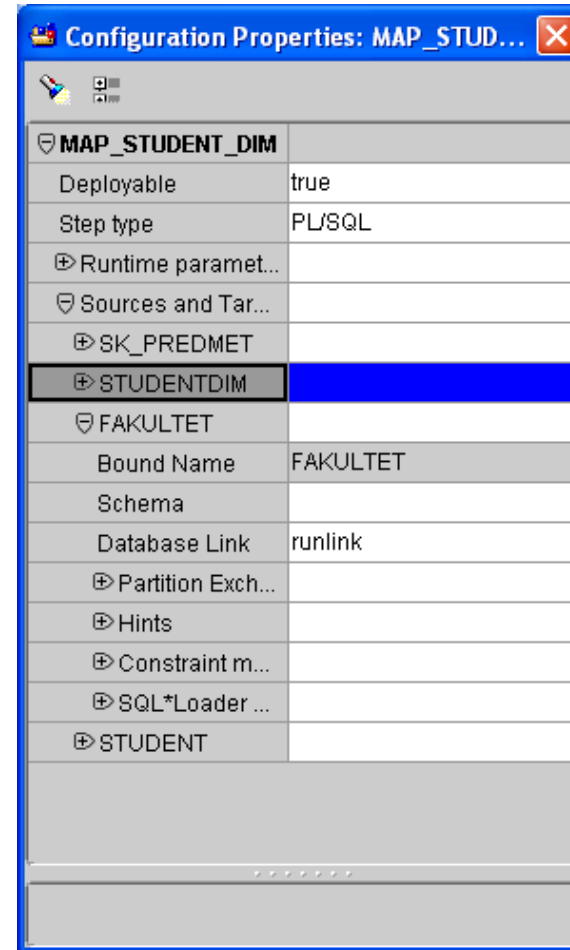 Configuration Properties: MAP_STUD...
MAP_STUDENT_DIM
Deployable true
Step type PL/SQL
Runtime paramet...
Sources and Tar...
SK_PREDMET
STUDENTDIM
FAKULTET
Bound Name FAKULTET
Schema
Database Link runlink
Partition Exch...
Hints
Constraint m...
SQL*Loader ...
STUDENT